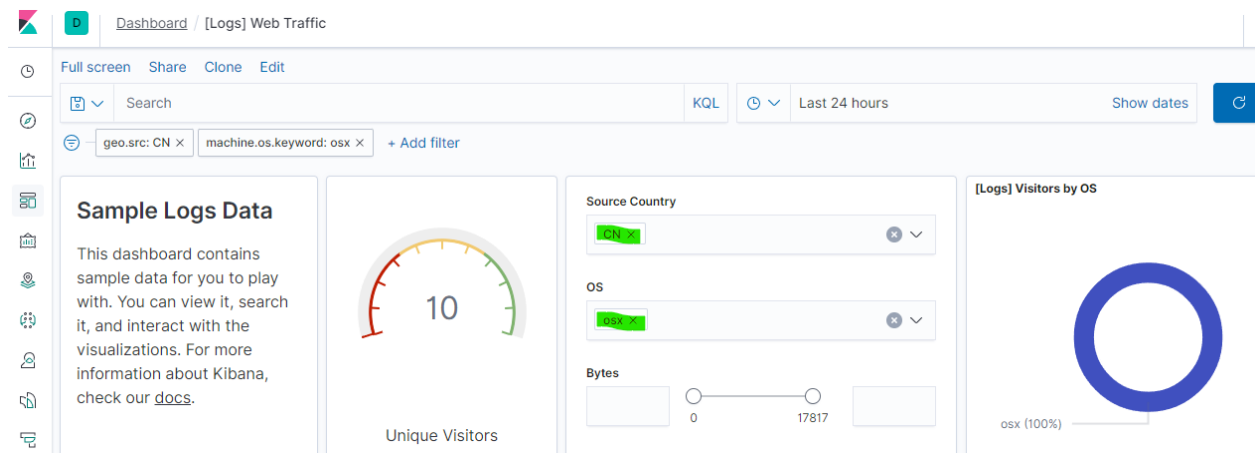 D Dashboard / [Logs] Web Traffic
Full screen Share Clone Edit
Search KQL Last 24 hours Show dates
geo.src: CN × machine.os.keyword: osx × + Add filter
Sample Logs Data
This dashboard contains
sample data for you to play
with. You can view it, search
it, and interact with the
visualizations. For more
information about Kibana,
check our docs.
10
Unique Visitors
Source Country
CN ×
OS
osx ×
Bytes
0 17817
[Logs] Visitors by OS
osx (100%)